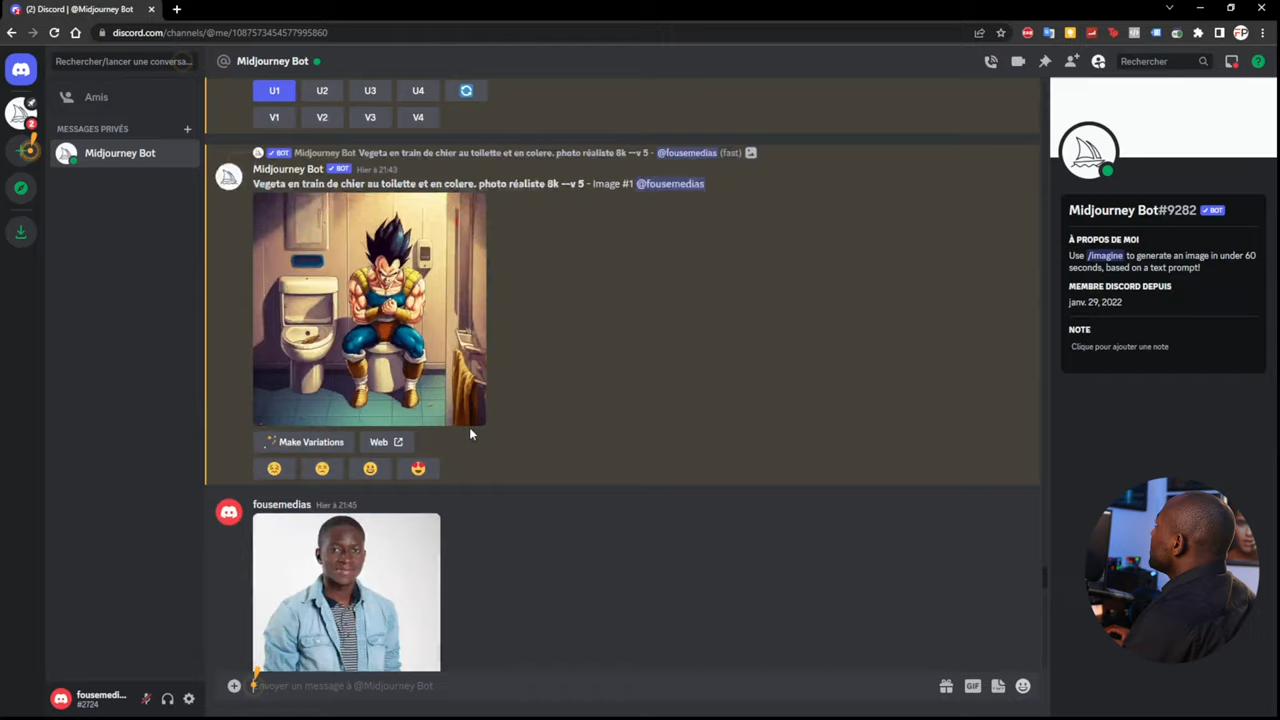 (2) Discord | @Midjourney Bot
discord.com/channels/@me/1087573454577995860
FP
Rechercher/lancer une conversa...
@ Midjourney Bot
Rechercher
Amis
MESSAGES PRIVÉS
Midjourney Bot
2
U1 U2 U3 U4
V1 V2 V3 V4
BOT Midjourney Bot Vegeta en train de chier au toilette et en colere. photo réaliste 8k --v 5 - @fousemedias (fast)
Midjourney Bot BOT Hier à 21:43
Vegeta en train de chier au toilette et en colere. photo réaliste 8k --v 5 - Image #1 @fousemedias
Make Variations Web
fousemedias Hier à 21:45
Envoyer un message à @Midjourney Bot
GIF
fousemedi...
#2724
Midjourney Bot#9282 BOT
À PROPOS DE MOI
Use /imagine to generate an image in under 60
seconds, based on a text prompt!
MEMBRE DISCORD DEPUIS
janv. 29, 2022
NOTE
Clique pour ajouter une note